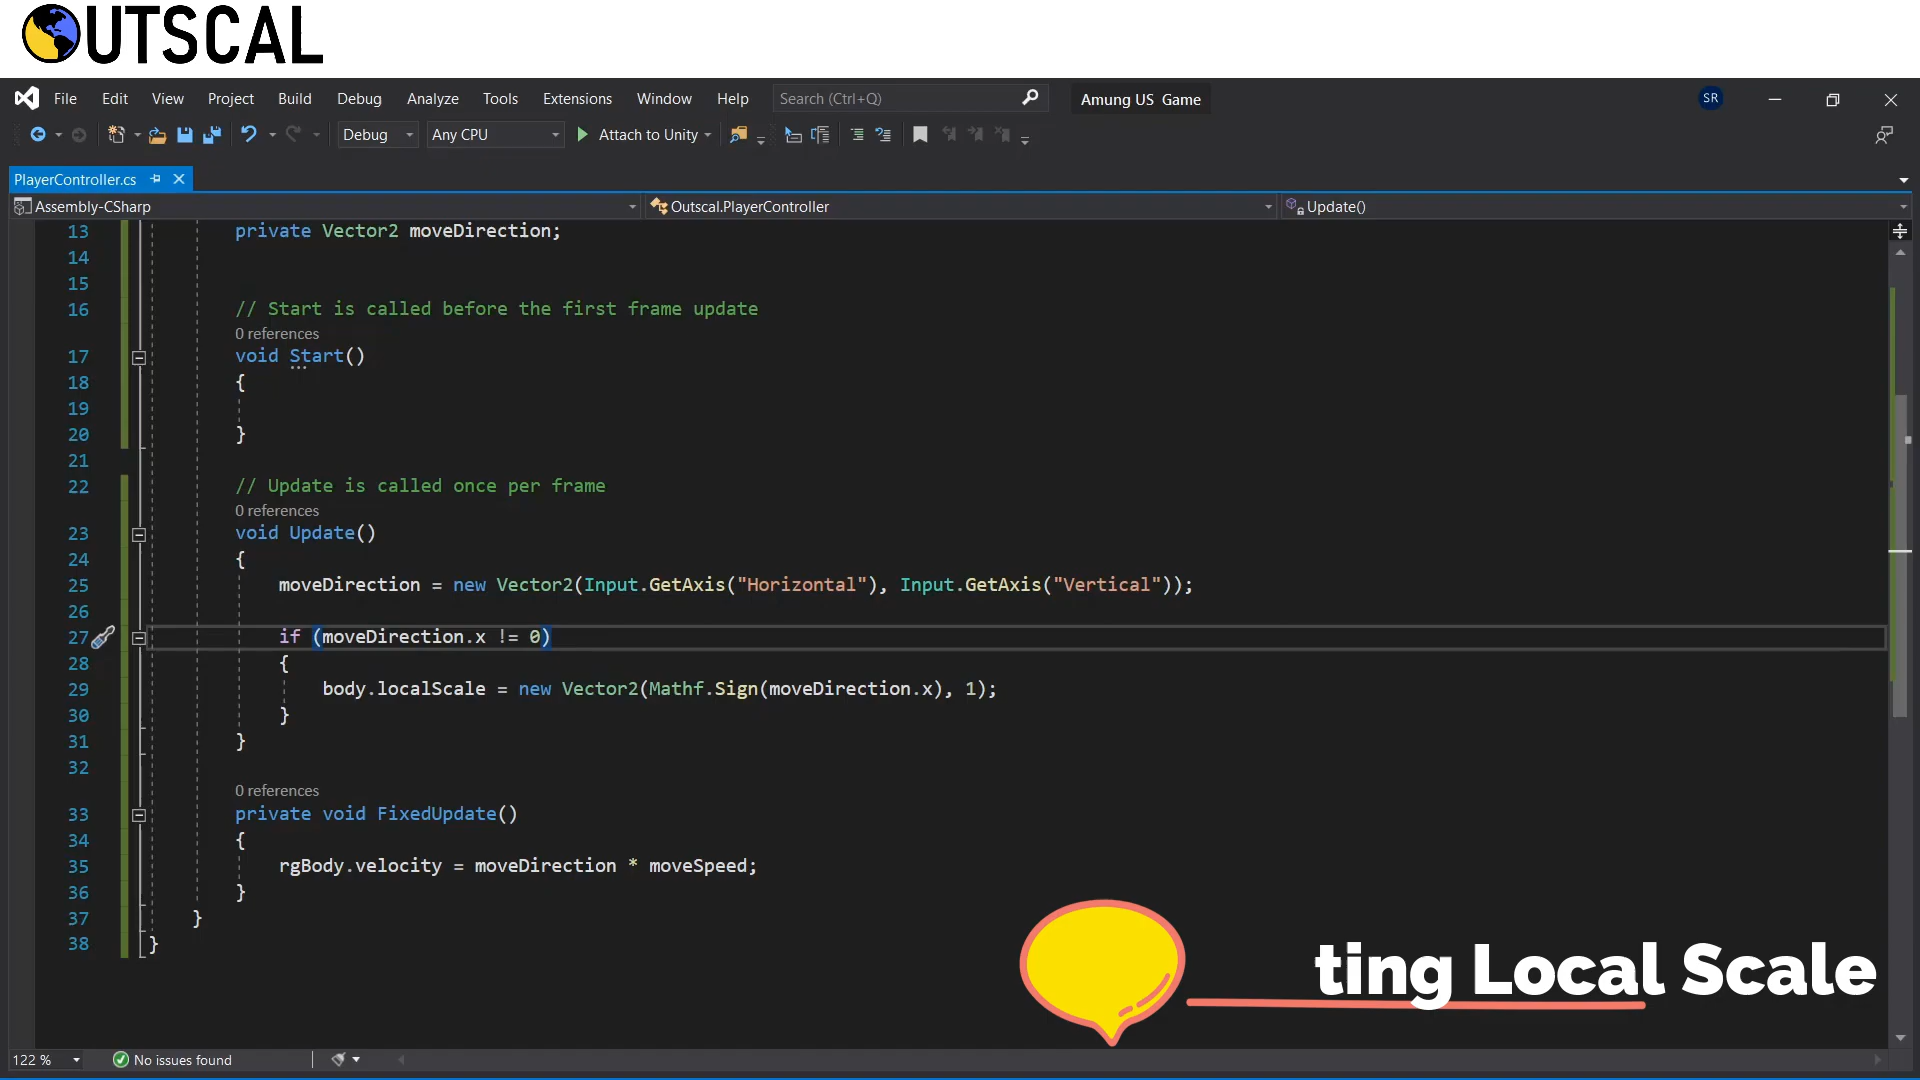 OUTSCAL
File Edit View Project Build Debug Analyze Tools Extensions Window Help Search (Ctrl+Q) Amung US Game SR
Debug Any CPU Attach to Unity
PlayerController.cs
Assembly-CSharp Outscal.PlayerController Update()
13 private Vector2 moveDirection;
14
15
16 // Start is called before the first frame update
0 references
17 void Start()
18 {
19
20 }
21
22 // Update is called once per frame
0 references
23 void Update()
24 {
25 moveDirection = new Vector2(Input.GetAxis("Horizontal"), Input.GetAxis("Vertical"));
26
27 if (moveDirection.x != 0)
28 {
29 body.localScale = new Vector2(Mathf.Sign(moveDirection.x), 1);
30 }
31 }
32
0 references
33 private void FixedUpdate()
34 {
35 rgBody.velocity = moveDirection * moveSpeed;
36 }
37 }
38 }
ting Local Scale
122 % No issues found